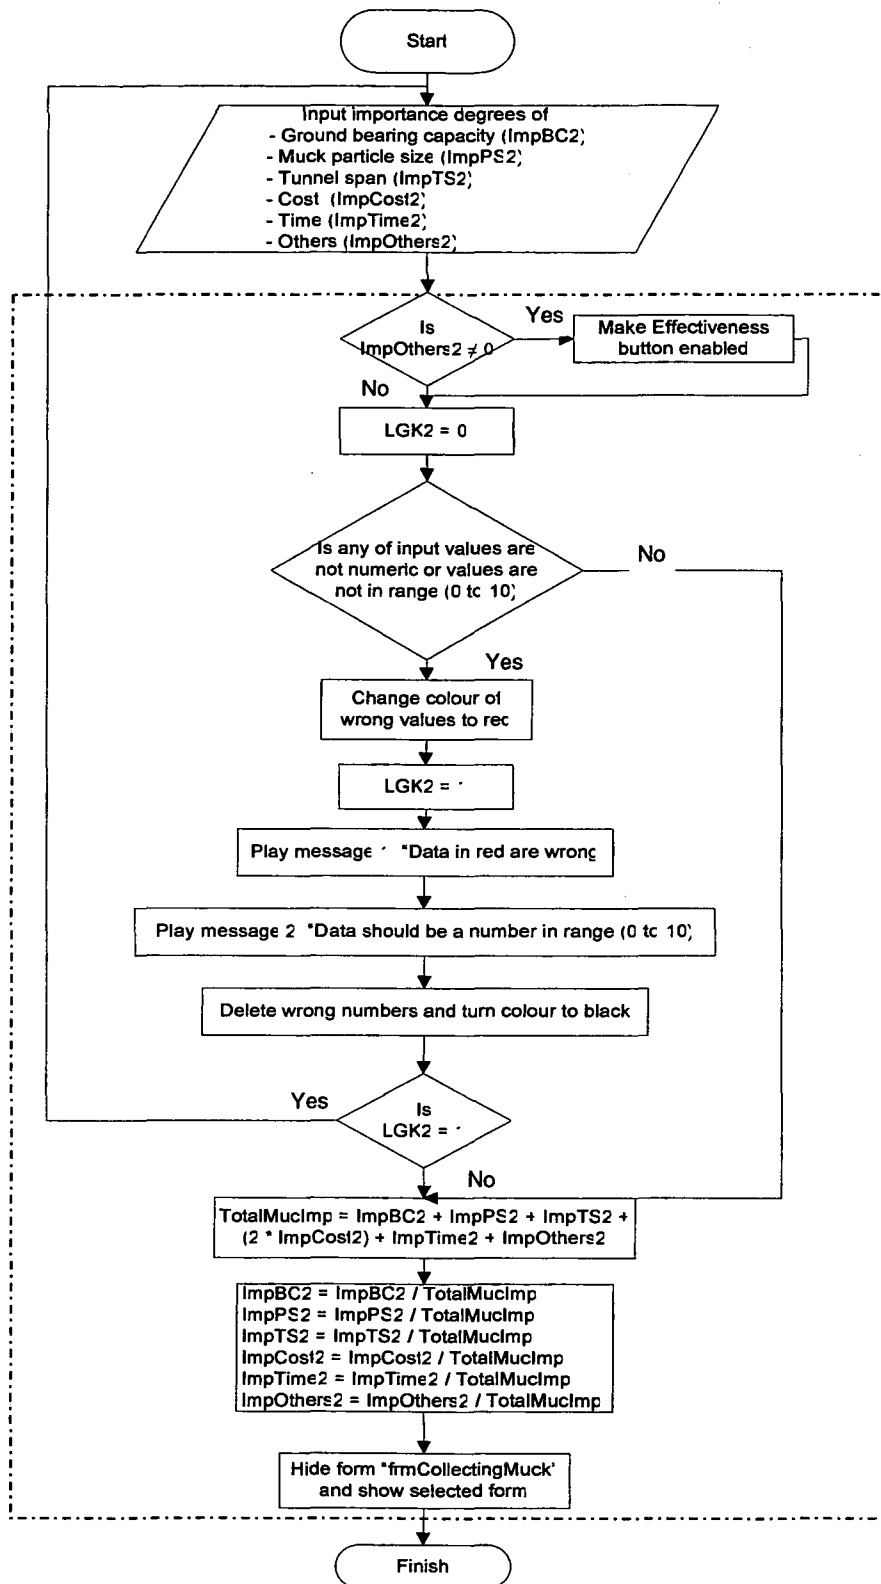 Start
Input importance degrees of
- Ground bearing capacity (ImpBC2)
- Muck particle size (ImpPS2)
- Tunnel span (ImpTS2)
- Cost (ImpCost2)
- Time (ImpTime2)
- Others (ImpOthers2)
Is
ImpOthers2 ≠ 0
Yes
Make Effectiveness
button enabled
No
LGK2 = 0
Is any of input values are
not numeric or values are
not in range (0 to 10)
No
Yes
Change colour of
wrong values to red
LGK2 =
Play message "Data in red are wrong
Play message 2 "Data should be a number in range (0 to 10)
Delete wrong numbers and turn colour to black
Yes
Is
LGK2 =
No
TotalMucImp = ImpBC2 + ImpPS2 + ImpTS2 +
(2 * ImpCost2) + ImpTime2 + ImpOthers2
ImpBC2 = ImpBC2 / TotalMucImp
ImpPS2 = ImpPS2 / TotalMucImp
ImpTS2 = ImpTS2 / TotalMucImp
ImpCost2 = ImpCost2 / TotalMucImp
ImpTime2 = ImpTime2 / TotalMucImp
ImpOthers2 = ImpOthers2 / TotalMucImp
Hide form "frmCollectingMuck"
and show selected form
Finish